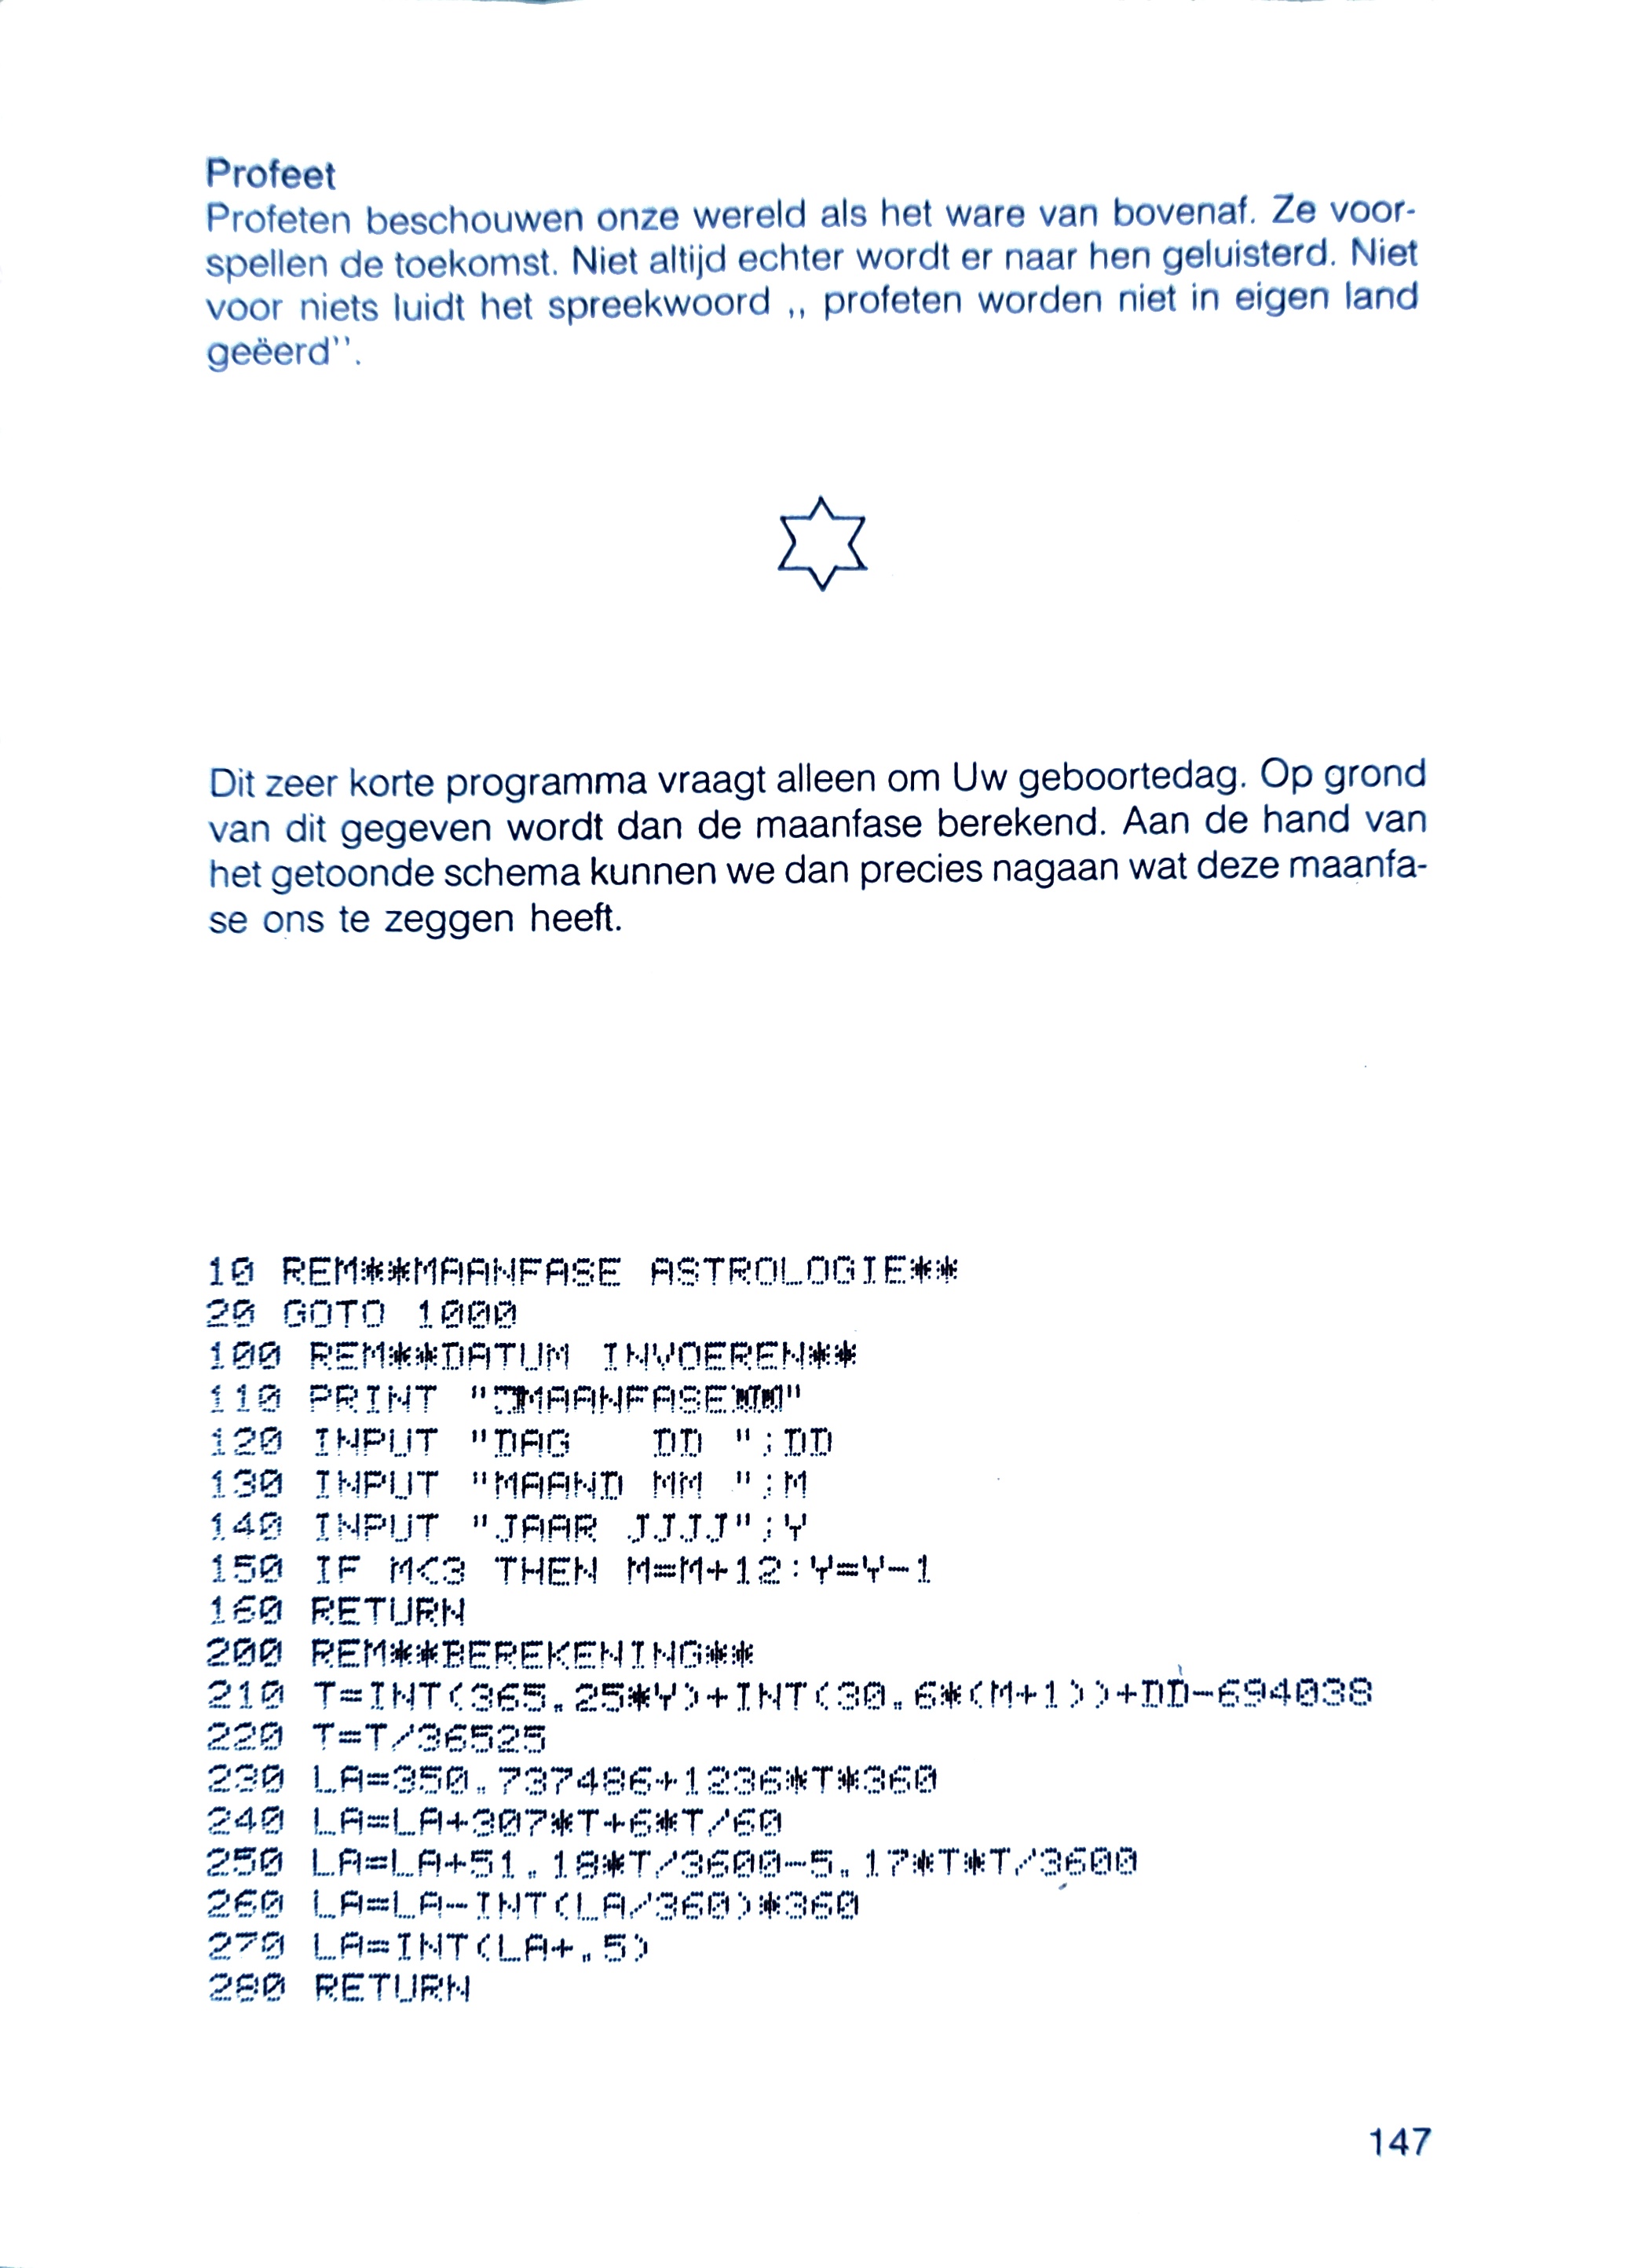 Profeet
Profeten beschouwen onze wereld als het ware van bovenaf. Ze voor-
spellen de toekomst. Niet altijd echter wordt er naar hen geluisterd. Niet
voor niets luidt het spreekwoord ,, profeten worden niet in eigen land
geëerd''.
Dit zeer korte programma vraagt alleen om Uw geboortedag. Op grond
van dit gegeven wordt dan de maanfase berekend. Aan de hand van
het getoonde schema kunnen we dan precies nagaan wat deze maanfa-
se ons te zeggen heeft.
10 REM**MAANFASE ASTROLOGIE**
20 GOTO 1000
100 REM**DATUM INVOEREN**
110 PRINT "MAANFASE"
120 INPUT "DAG   DD ";DD
130 INPUT "MAAND MM ";M
140 INPUT "JAAR JJJJ";Y
150 IF M<3 THEN M=M+12:Y=Y-1
160 RETURN
200 REM**BEREKENING**
210 T=INT(365.25*Y)+INT(30.6*(M+1))+DD-694038
220 T=T/36525
230 LA=350.737486+1236*T*360
240 LA=LA+307*T+6*T/60
250 LA=LA+51.18*T/3600-5.17*T*T/3600
260 LA=LA-INT(LA/360)*360
270 LA=INT(LA+.5)
280 RETURN
147